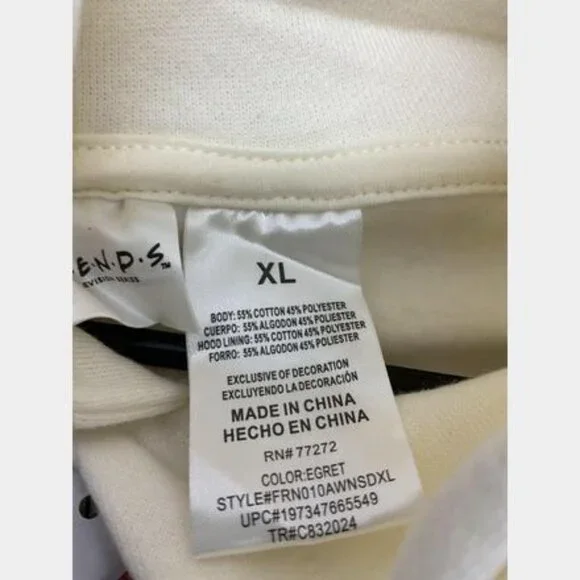 E·N·D·S™
XL
BODY: 55% COTTON 45% POLYESTER
CUERPO: 55% ALGODON 45% POLIESTER
HOOD LINING: 55% COTTON 45% POLYESTER
FORRO: 55% ALGODON 45% POLIESTER
EXCLUSIVE OF DECORATION
EXCLUYENDO LA DECORACIÓN
MADE IN CHINA
HECHO EN CHINA
RN# 77272
COLOR:EGRET
STYLE#FRN010AWNSDXL
UPC#197347665549
TR#C832024